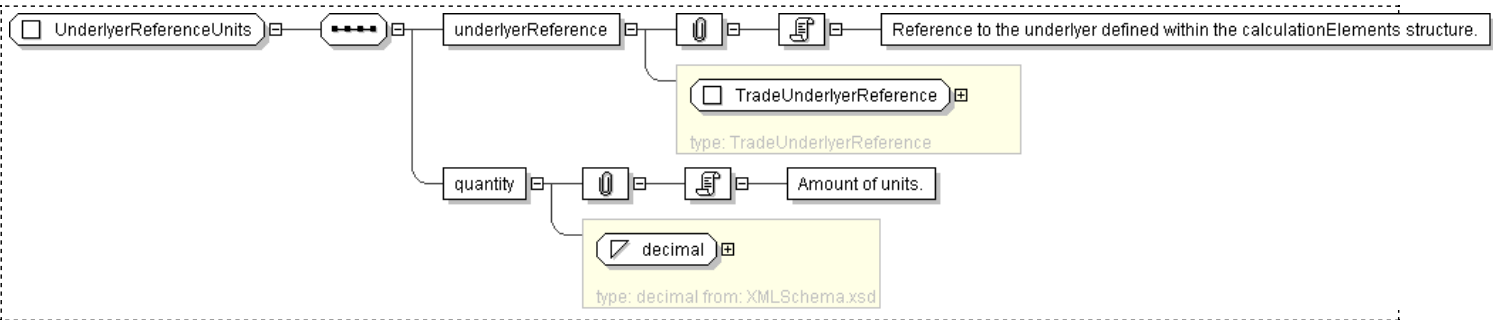 UnderlyerReferenceUnits
underlyerReference
Reference to the underlyer defined within the calculationElements structure.
TradeUnderlyerReference
type: TradeUnderlyerReference
quantity
Amount of units.
decimal
type: decimal from: XMLSchema.xsd